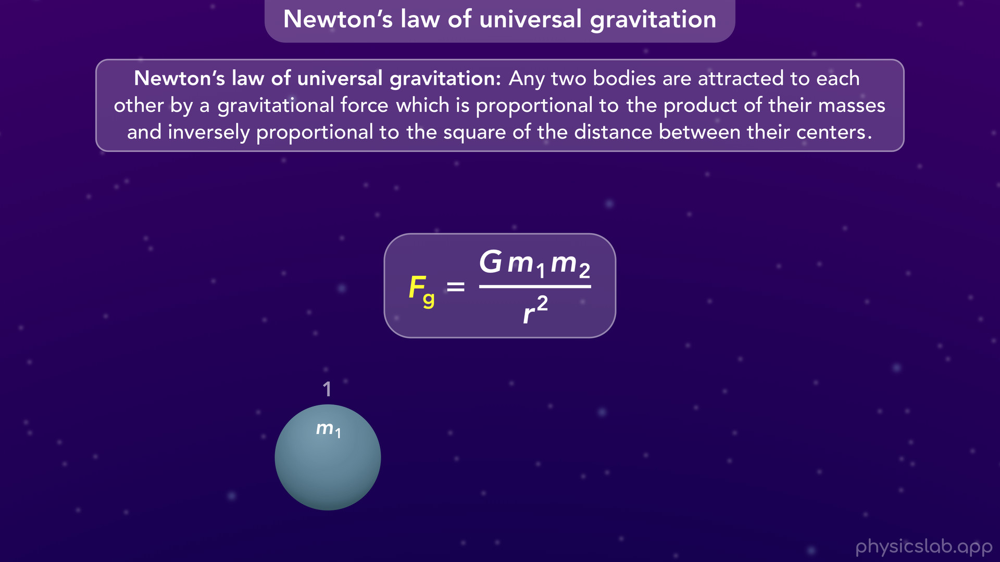 Newton’s law of universal gravitation
Newton’s law of universal gravitation: Any two bodies are attracted to each
other by a gravitational force which is proportional to the product of their masses
and inversely proportional to the square of the distance between their centers.
F_g = \frac{G m_1 m_2}{r^2}
1
m₁
physicslab.app